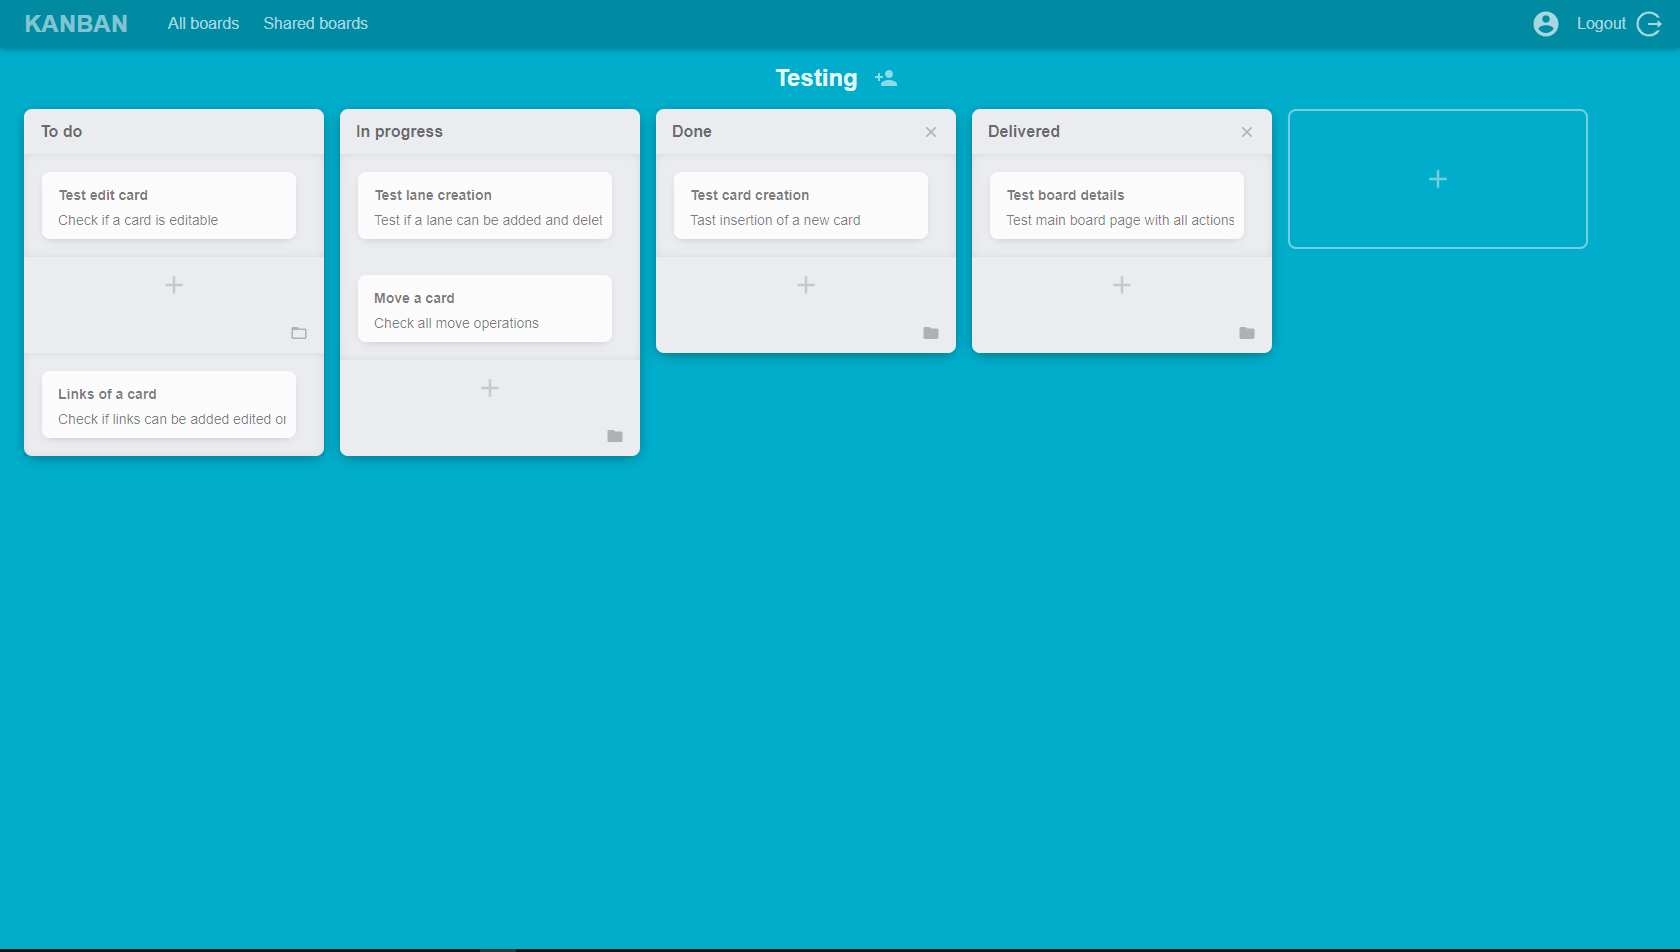 KANBAN
All boards
Shared boards
Logout
Testing
To do
Test edit card
Check if a card is editable
Links of a card
Check if links can be added edited or
In progress
Test lane creation
Test if a lane can be added and delet
Move a card
Check all move operations
Done
Test card creation
Tast insertion of a new card
Delivered
Test board details
Test main board page with all actions